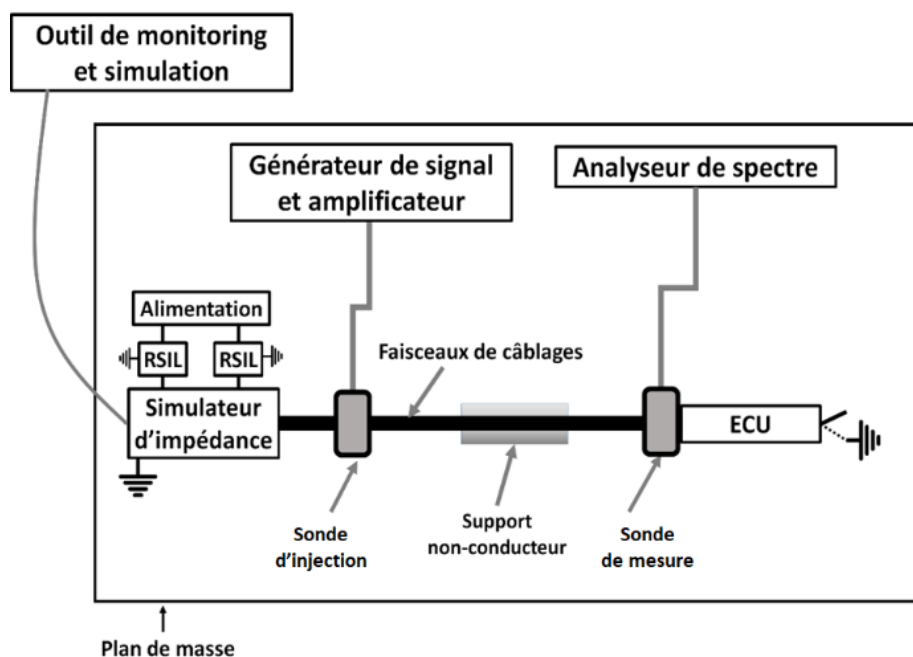 Outil de monitoring
et simulation
Générateur de signal
et amplificateur
Analyseur de spectre
Alimentation
RSIL
RSIL
Faisceaux de câblages
Simulateur
d'impédance
ECU
Sonde
d'injection
Support
non-conducteur
Sonde
de mesure
Plan de masse